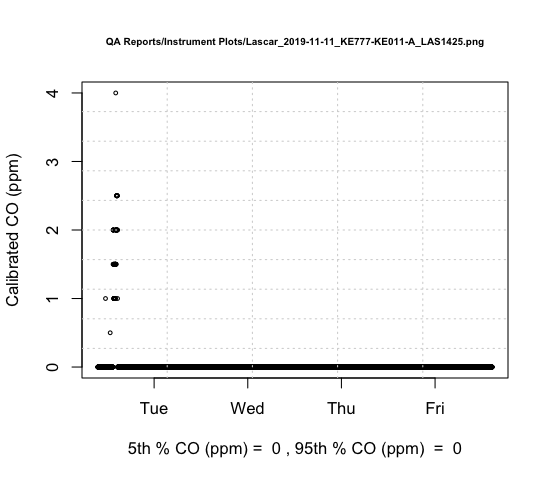 QA Reports/Instrument Plots/Lascar_2019-11-11_KE777-KE011-A_LAS1425.png
4
3
2
1
0
Calibrated CO (ppm)
Tue Wed Thu Fri
5th % CO (ppm) = 0 , 95th % CO (ppm) = 0